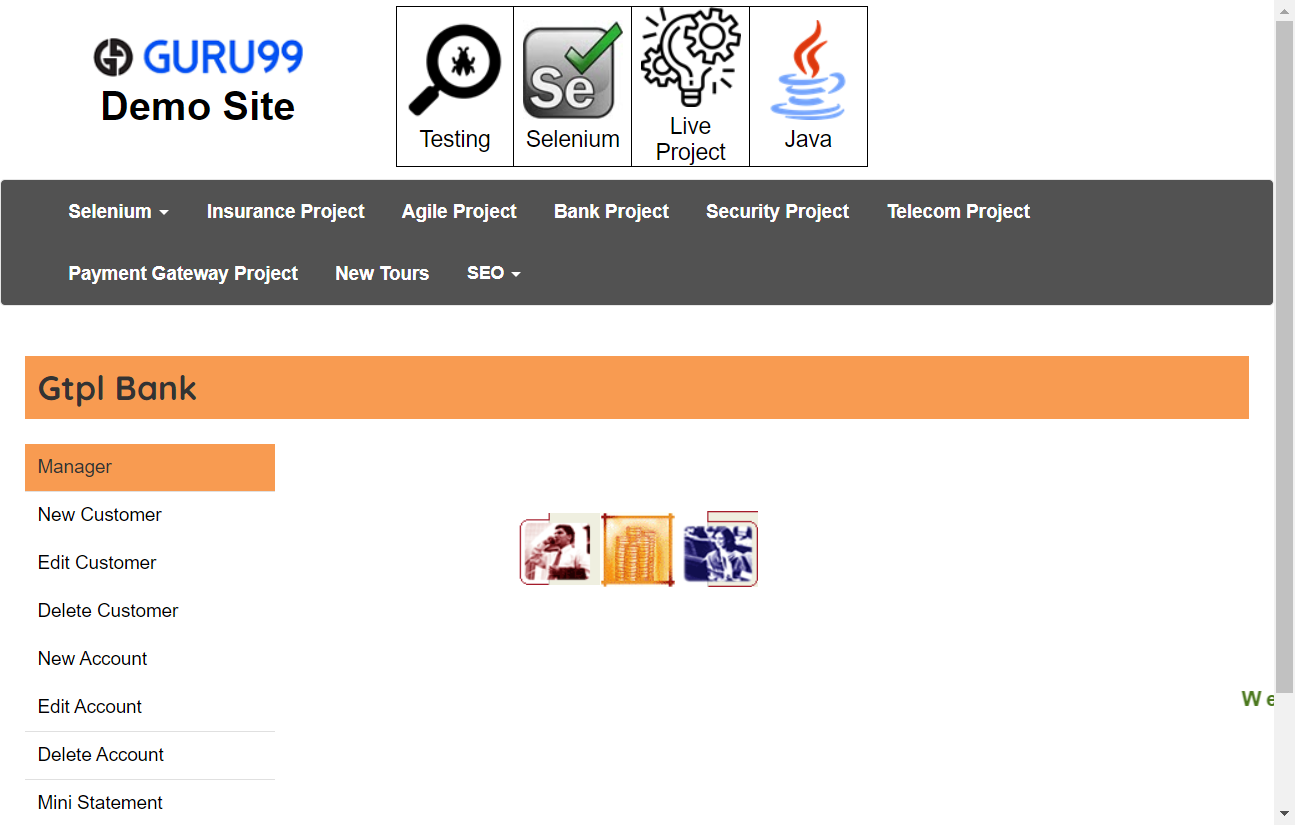 GURU99
Demo Site
Testing
Se
Selenium
Live
Project
Java
Selenium
Insurance Project
Agile Project
Bank Project
Security Project
Telecom Project
Payment Gateway Project
New Tours
SEO
Gtpl Bank
Manager
New Customer
Edit Customer
Delete Customer
New Account
Edit Account
We
Delete Account
Mini Statement